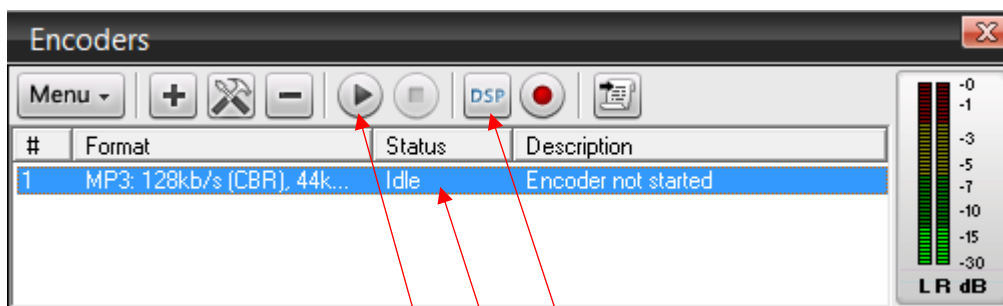 Encoders
Menu
DSP
# Format Status Description
1 MP3: 128kb/s (CBR), 44k... Idle Encoder not started
-0
-1
-3
-5
-7
-10
-15
-30
L R dB